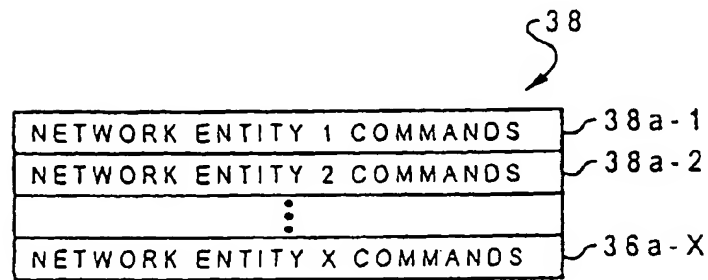 38
NETWORK ENTITY 1 COMMANDS 38a-1
NETWORK ENTITY 2 COMMANDS 38a-2
NETWORK ENTITY X COMMANDS 36a-X